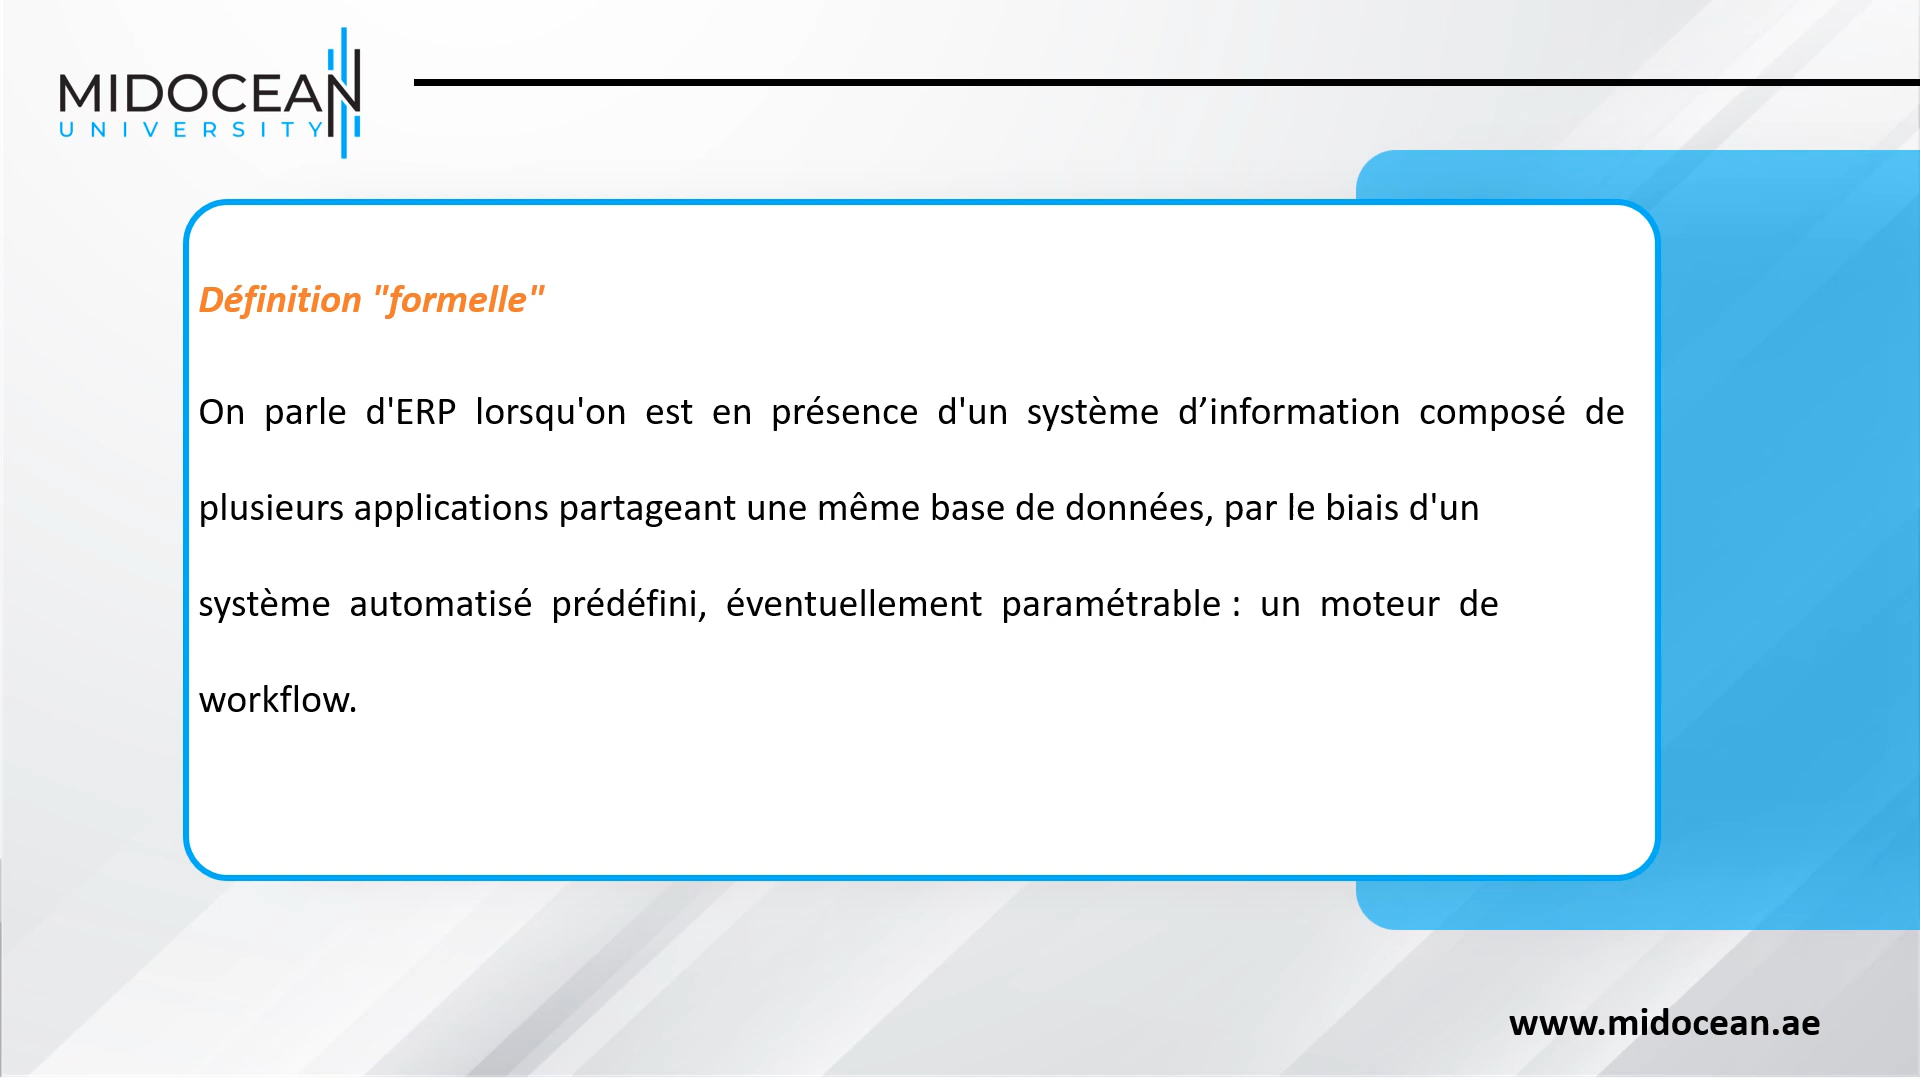 MIDOCEAN
UNIVERSITY
Définition "formelle"
On parle d'ERP lorsqu'on est en présence d'un système d’information composé de
plusieurs applications partageant une même base de données, par le biais d'un
système automatisé prédéfini, éventuellement paramétrable : un moteur de
workflow.
www.midocean.ae